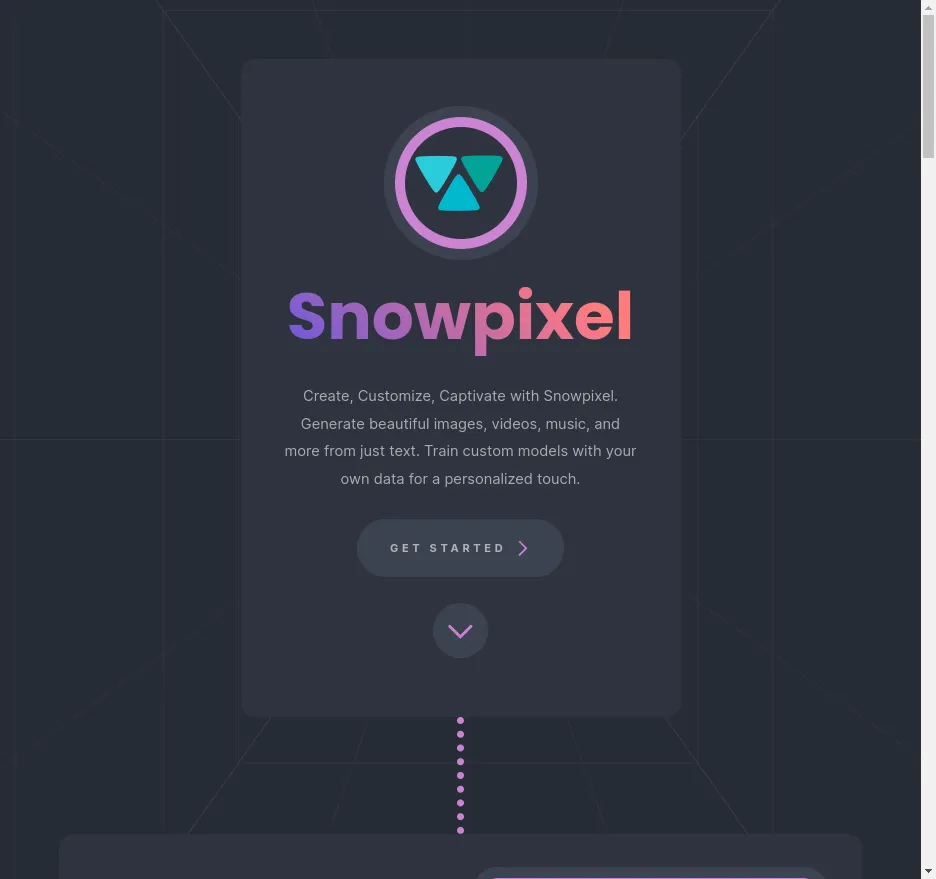 Snowpixel
Create, Customize, Captivate with Snowpixel.
Generate beautiful images, videos, music, and
more from just text. Train custom models with your
own data for a personalized touch.
GET STARTED